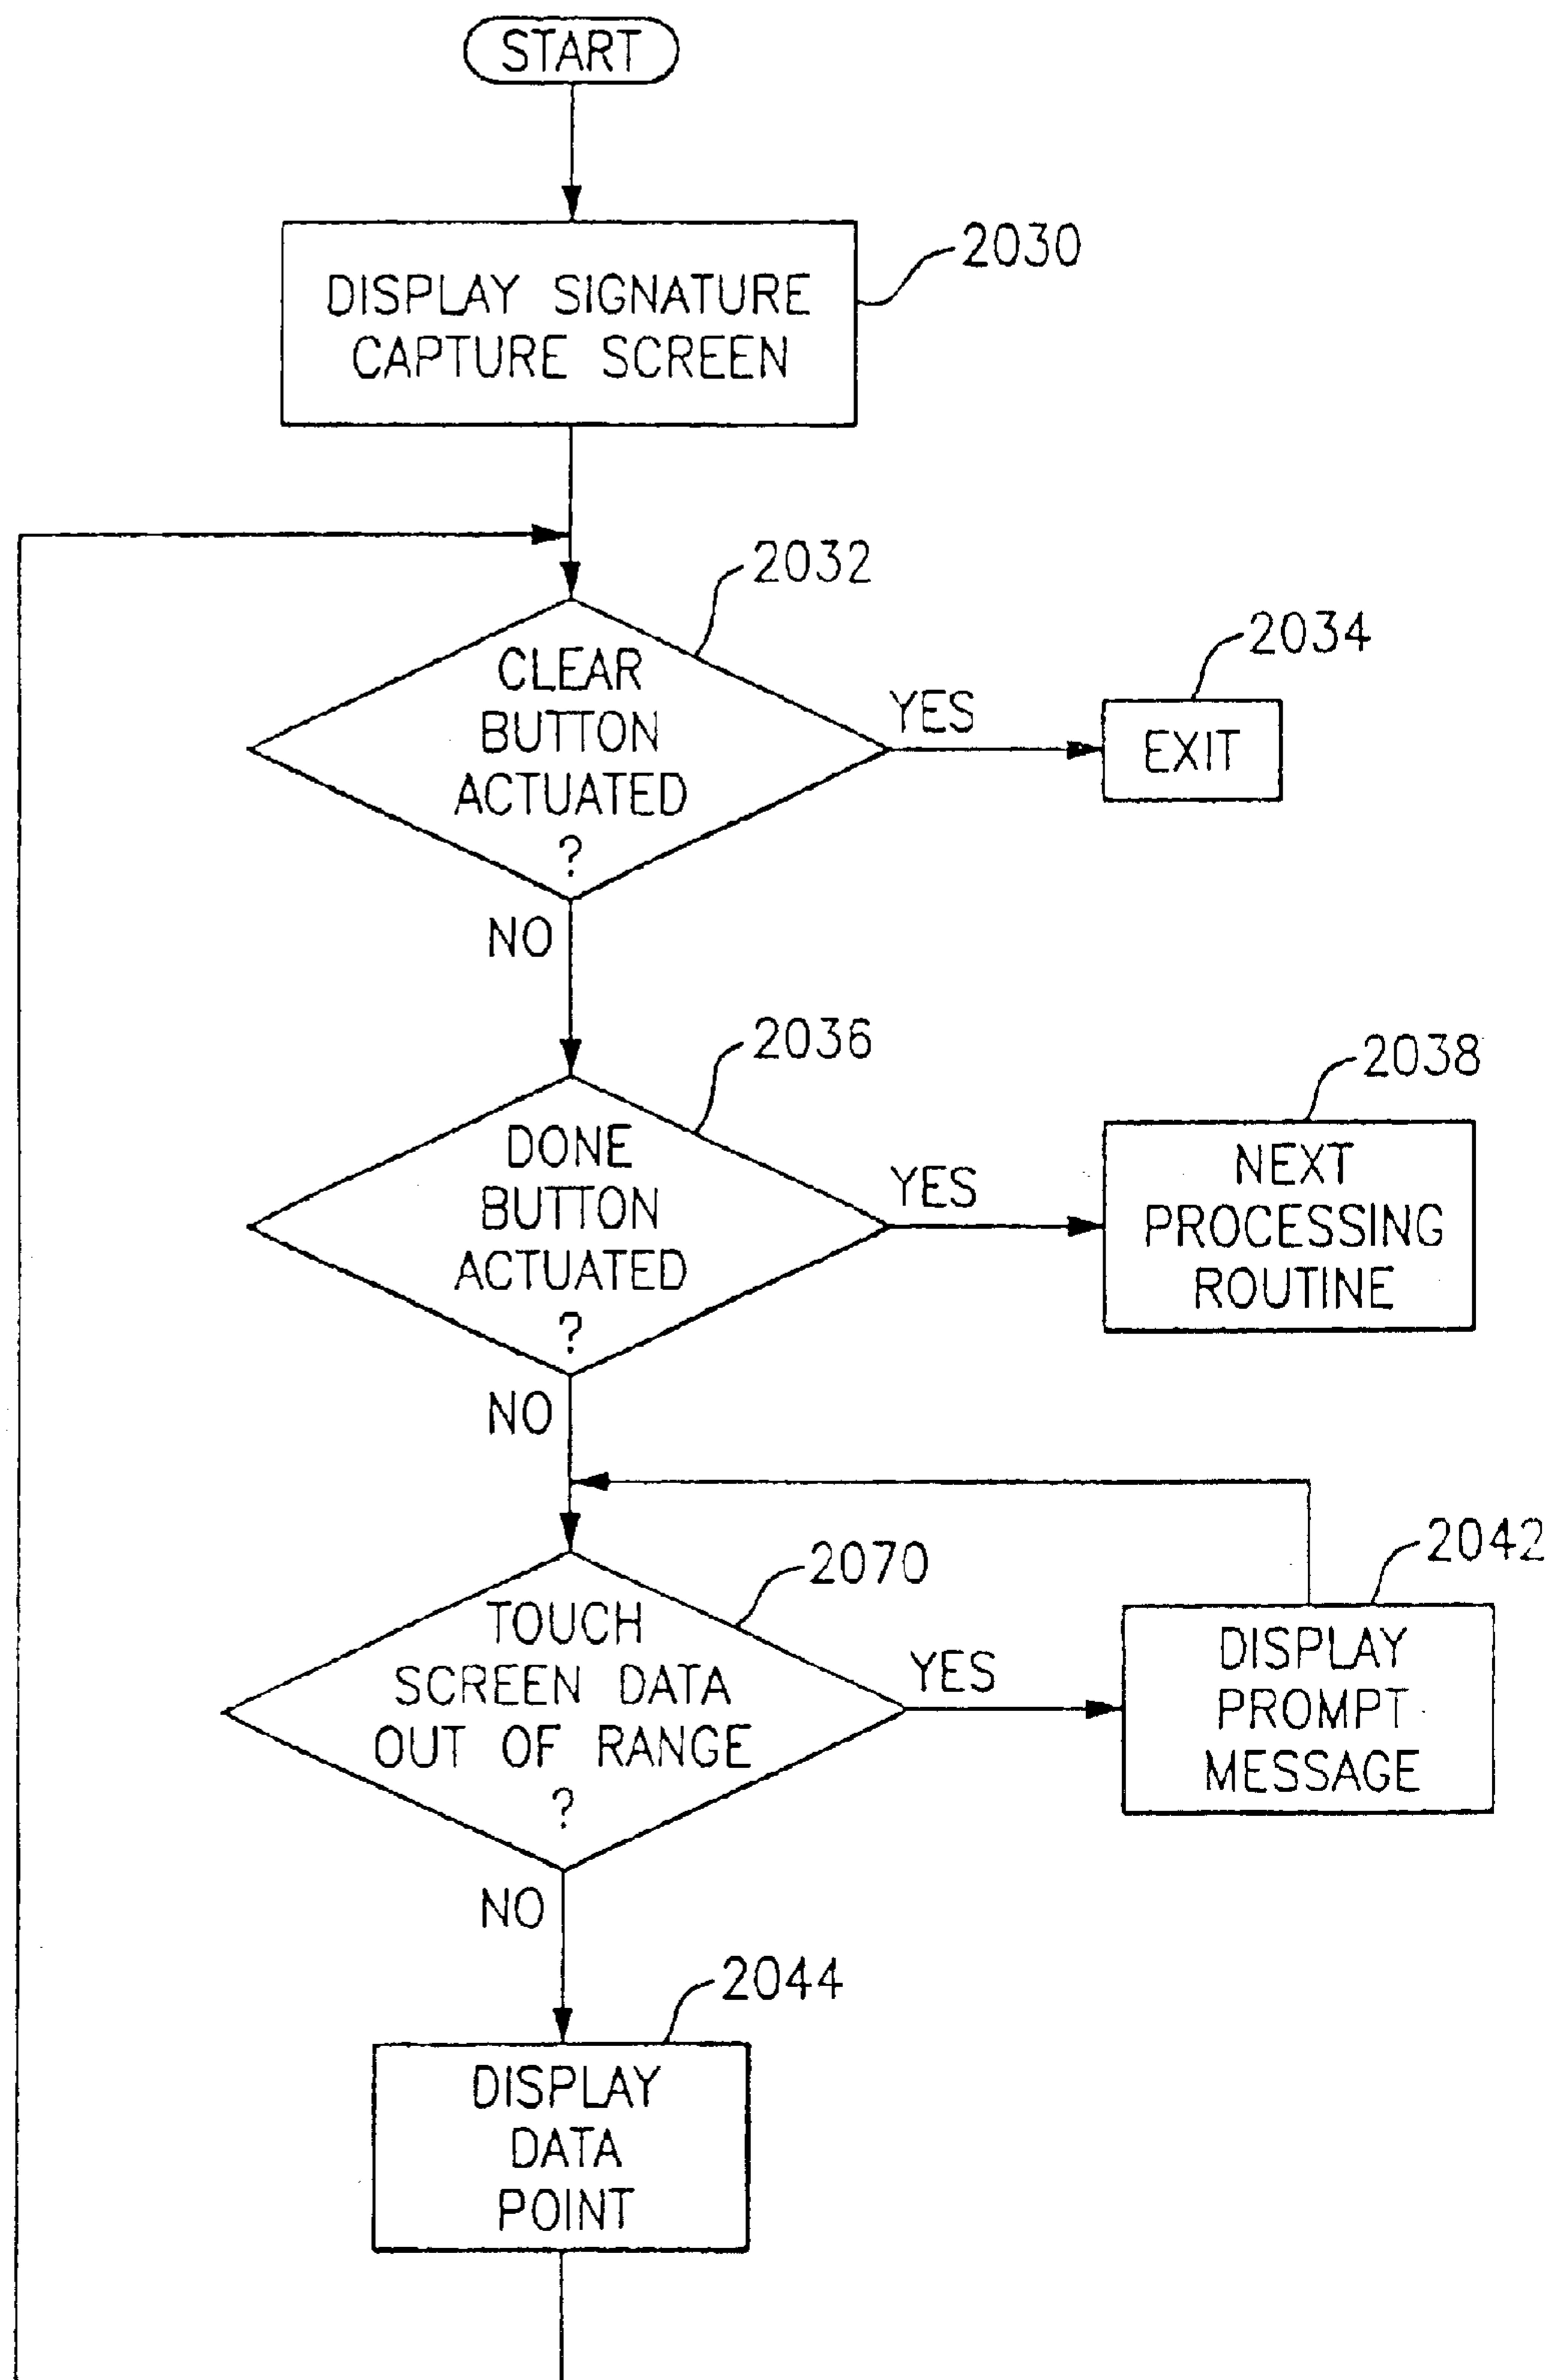 START
2030
DISPLAY SIGNATURE
CAPTURE SCREEN
2032
CLEAR
BUTTON
ACTUATED
?
YES
2034
EXIT
NO
2036
DONE
BUTTON
ACTUATED
?
YES
2038
NEXT
PROCESSING
ROUTINE
NO
2070
TOUCH
SCREEN DATA
OUT OF RANGE
?
YES
2042
DISPLAY
PROMPT
MESSAGE
NO
2044
DISPLAY
DATA
POINT